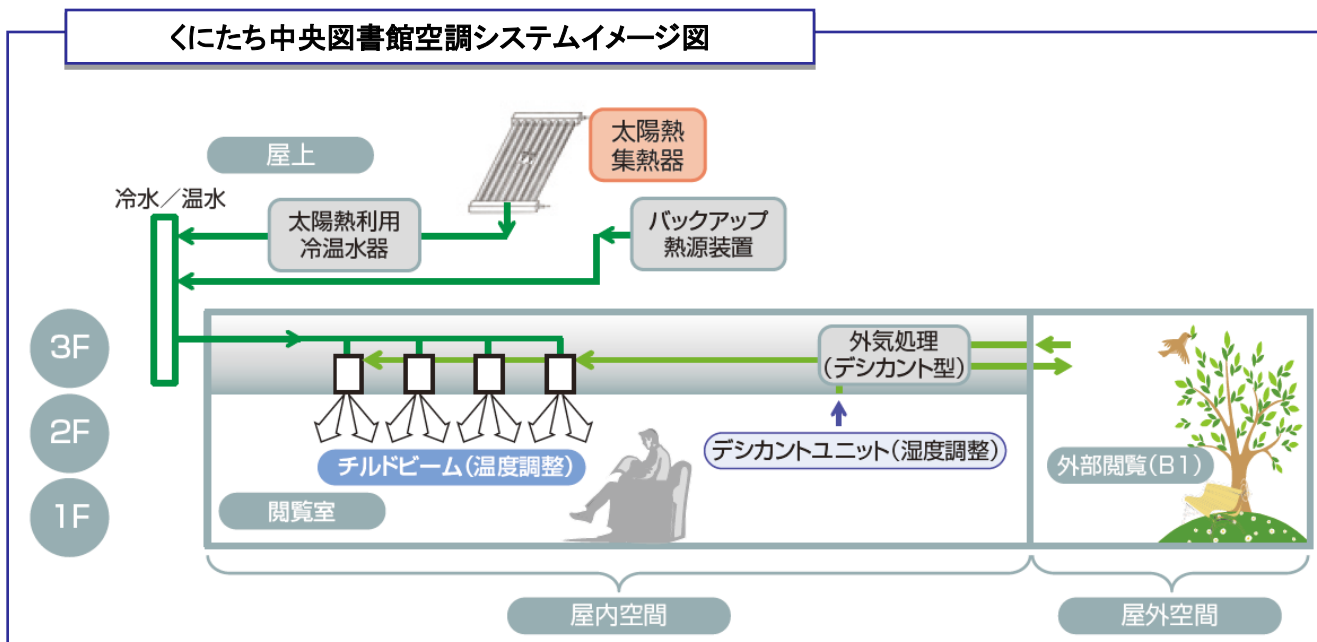 くにたち中央図書館空調システムイメージ図
屋上
太陽熱
集熱器
冷水／温水
太陽熱利用
冷温水器
バックアップ
熱源装置
3F
外気処理
(デシカント型)
2F
チルドビーム(温度調整)
デシカントユニット(湿度調整)
外部閲覧(B1)
1F
閲覧室
屋内空間
屋外空間